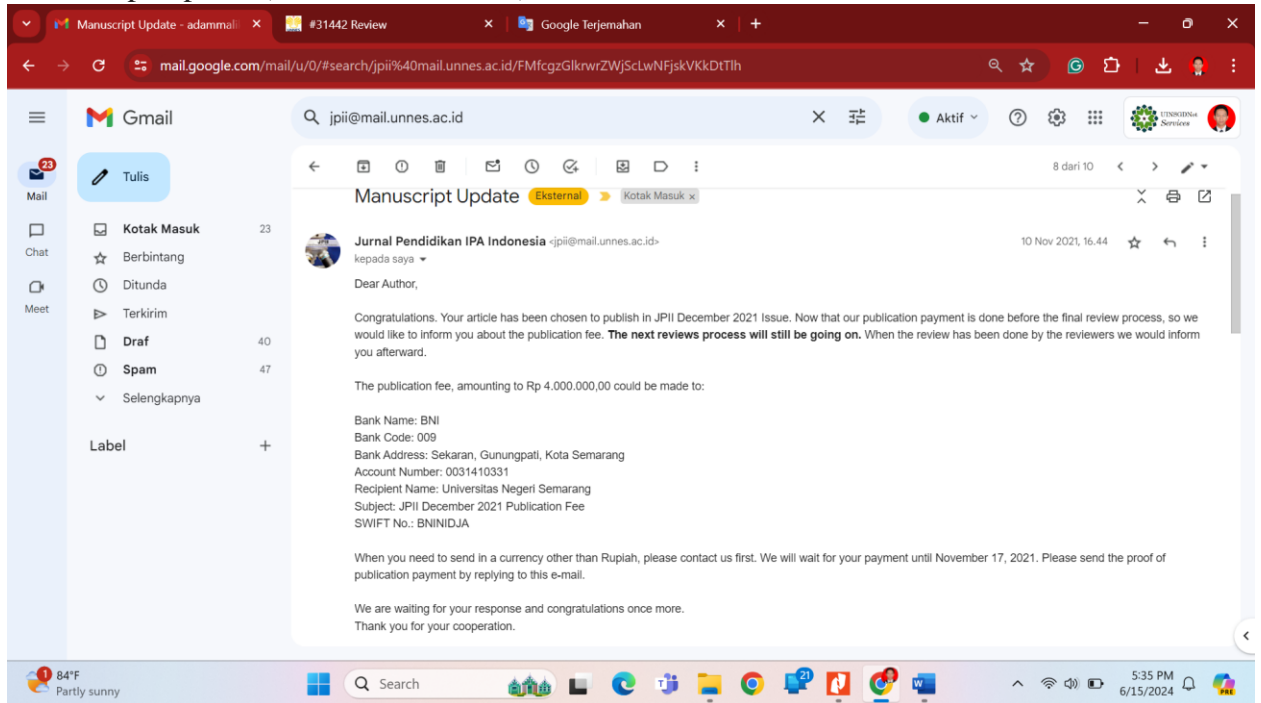 Manuscript Update - adammali
#31442 Review
Google Terjemahan
mail.google.com/mail/u/0/#search/jpii%40mail.unnes.ac.id/FMfcgzGlkrwrZWjScLwNFjskVKkDtTlh
Gmail
jpii@mail.unnes.ac.id
Aktif
Services
23
Mail
Chat
Meet
Tulis
Kotak Masuk 23
Berbintang
Ditunda
Terkirim
Draf 40
Spam 47
Selengkapnya
Label
8 dari 10
Manuscript Update Eksternal Kotak Masuk x
Jurnal Pendidikan IPA Indonesia <jpii@mail.unnes.ac.id> 10 Nov 2021, 16.44
kepada saya
Dear Author,
Congratulations. Your article has been chosen to publish in JPII December 2021 Issue. Now that our publication payment is done before the final review process, so we
would like to inform you about the publication fee. The next reviews process will still be going on. When the review has been done by the reviewers we would inform
you afterward.
The publication fee, amounting to Rp 4.000.000,00 could be made to:
Bank Name: BNI
Bank Code: 009
Bank Address: Sekaran, Gunungpati, Kota Semarang
Account Number: 0031410331
Recipient Name: Universitas Negeri Semarang
Subject: JPII December 2021 Publication Fee
SWIFT No.: BNINIDJA
When you need to send in a currency other than Rupiah, please contact us first. We will wait for your payment until November 17, 2021. Please send the proof of
publication payment by replying to this e-mail.
We are waiting for your response and congratulations once more.
Thank you for your cooperation.
1
84°F
Partly sunny
Search
21
5:35 PM
6/15/2024
PRE